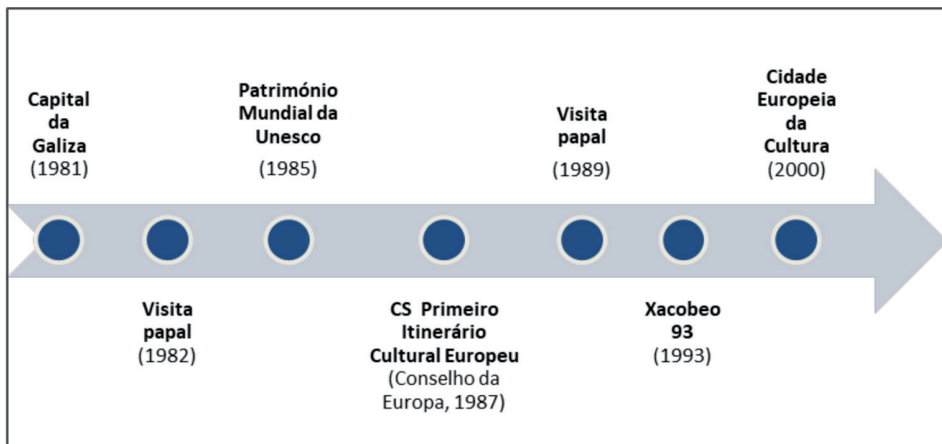 Capital
da
Galiza
(1981)
Visita
papal
(1982)
Património
Mundial da
Unesco
(1985)
CS Primeiro
Itinerário
Cultural Europeu
(Conselho da
Europa, 1987)
Visita
papal
(1989)
Xacobeo
93
(1993)
Cidade
Europeia
da
Cultura
(2000)